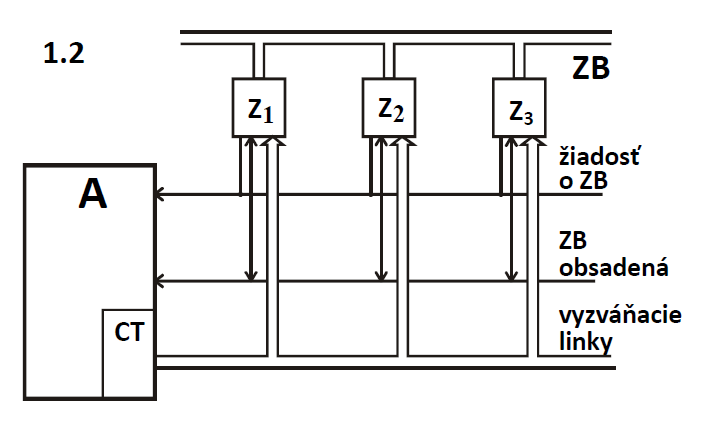 1.2
ZB
Z1
Z2
Z3
žiadosť
o ZB
A
ZB
obsadená
CT
vyzváňacie
linky